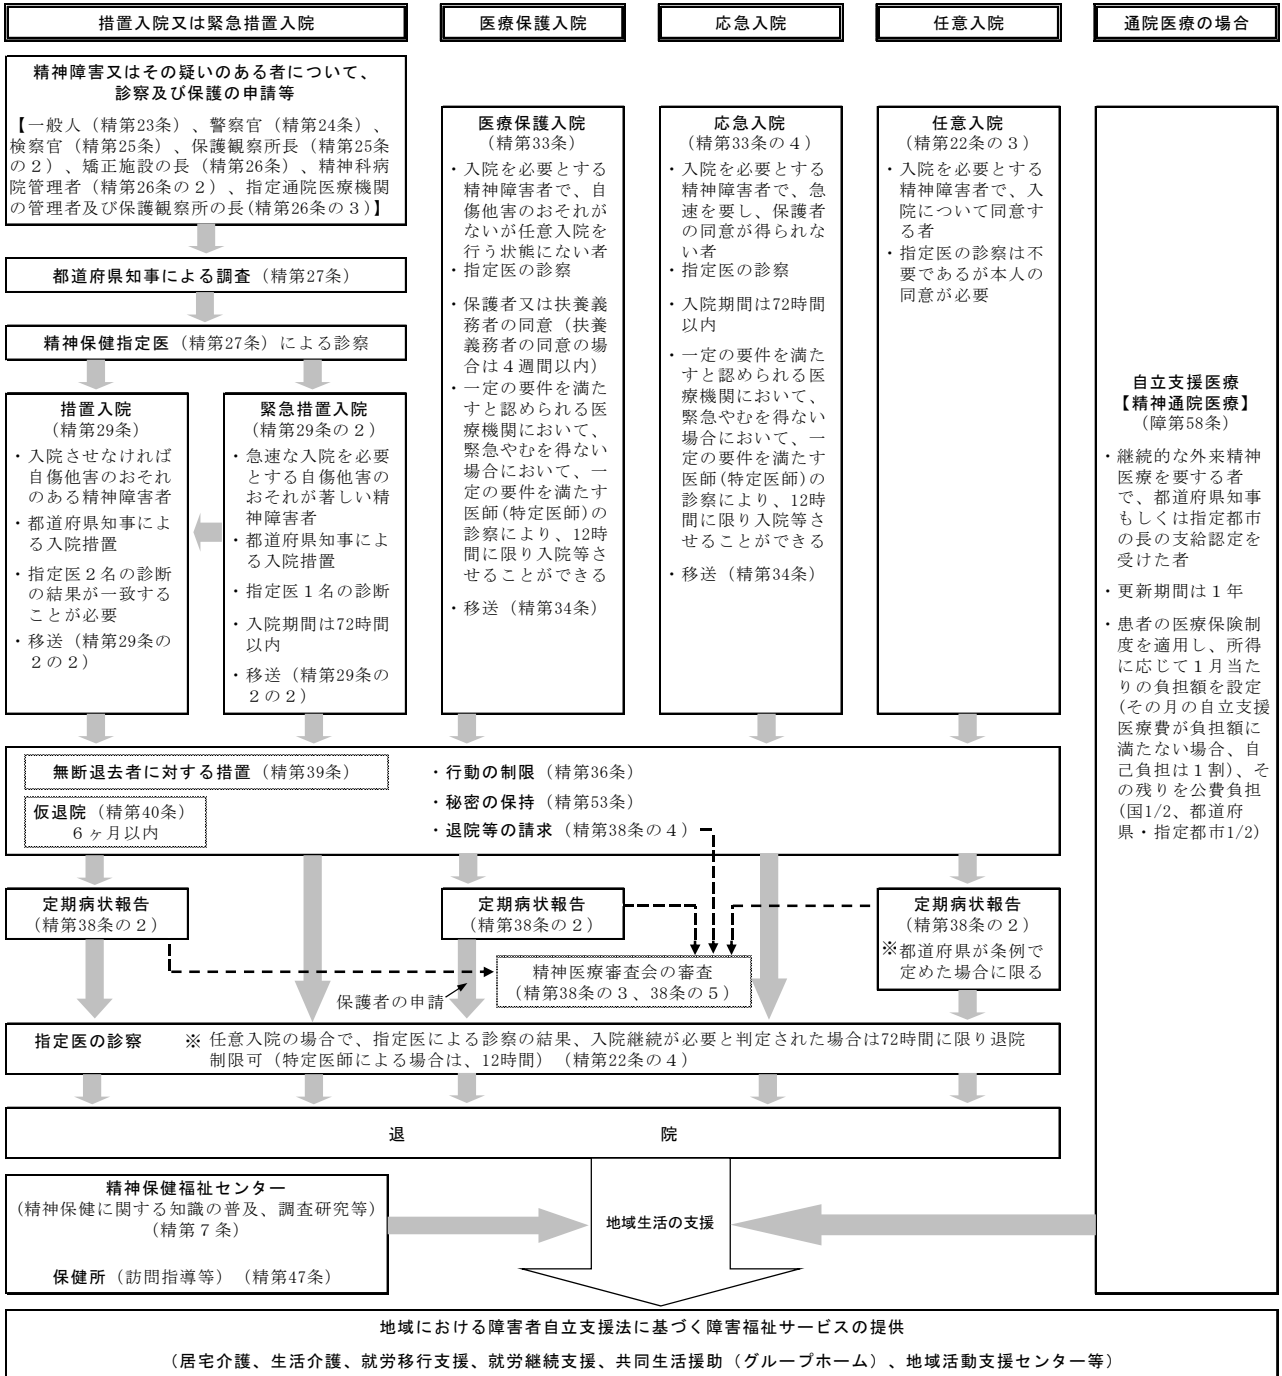 措置入院又は緊急措置入院
医療保護入院
応急入院
任意入院
通院医療の場合
精神障害又はその疑いのある者について、
診察及び保護の申請等
【一般人（精第23条）、警察官（精第24条）、
検察官（精第25条）、保護観察所長（精第25条
の２）、矯正施設の長（精第26条）、精神科病
院管理者（精第26条の２）、指定通院医療機関
の管理者及び保護観察所の長(精第26条の３)】
都道府県知事による調査（精第27条）
精神保健指定医（精第27条）による診察
措置入院
（精第29条）
・入院させなければ
自傷他害のおそれ
のある精神障害者
・都道府県知事によ
る入院措置
・指定医２名の診断
の結果が一致する
ことが必要
・移送（精第29条の
２の２）
緊急措置入院
（精第29条の２）
・急速な入院を必要
とする自傷他害の
おそれが著しい精
神障害者
・都道府県知事によ
る入院措置
・指定医１名の診断
・入院期間は72時間
以内
・移送（精第29条の
２の２）
医療保護入院
（精第33条）
・入院を必要とする
精神障害者で、自
傷他害のおそれが
ないが任意入院を
行う状態にない者
・指定医の診察
・保護者又は扶養義
務者の同意（扶養
義務者の同意の場
合は４週間以内）
・一定の要件を満た
すと認められる医
療機関において、
緊急やむを得ない
場合において、一
定の要件を満たす
医師(特定医師)の
診察により、12時
間に限り入院等さ
せることができる
・移送（精第34条）
応急入院
（精第33条の４）
・入院を必要とする
精神障害者で、急
速を要し、保護者
の同意が得られな
い者
・指定医の診察
・入院期間は72時間
以内
・一定の要件を満た
すと認められる医
療機関において、
緊急やむを得ない
場合において、一
定の要件を満たす
医師(特定医師)の
診察により、12時
間に限り入院等さ
せることができる
・移送（精第34条）
任意入院
（精第22条の３）
・入院を必要とする
精神障害者で、入
院について同意す
る者
・指定医の診察は不
要であるが本人の
同意が必要
自立支援医療
【精神通院医療】
（障第58条）
・継続的な外来精神
医療を要する者
で、都道府県知事
もしくは指定都市
の長の支給認定を
受けた者
・更新期間は１年
・患者の医療保険制
度を適用し、所得
に応じて１月当た
りの負担額を設定
(その月の自立支援
医療費が負担額に
満たない場合、自
己負担は１割)、そ
の残りを公費負担
(国1/2、都道府
県・指定都市1/2)
無断退去者に対する措置（精第39条）
仮退院（精第40条）
６ヶ月以内
・行動の制限（精第36条）
・秘密の保持（精第53条）
・退院等の請求（精第38条の４）
定期病状報告
（精第38条の２）
定期病状報告
（精第38条の２）
定期病状報告
（精第38条の２）
※都道府県が条例で
定めた場合に限る
精神医療審査会の審査
（精第38条の３、38条の５）
保護者の申請
指定医の診察　※ 任意入院の場合で、指定医による診察の結果、入院継続が必要と判定された場合は72時間に限り退院
制限可（特定医師による場合は、12時間）（精第22条の４）
退　院
精神保健福祉センター
(精神保健に関する知識の普及、調査研究等)
（精第７条）
保健所（訪問指導等）（精第47条）
地域生活の支援
地域における障害者自立支援法に基づく障害福祉サービスの提供
（居宅介護、生活介護、就労移行支援、就労継続支援、共同生活援助（グループホーム）、地域活動支援センター等）